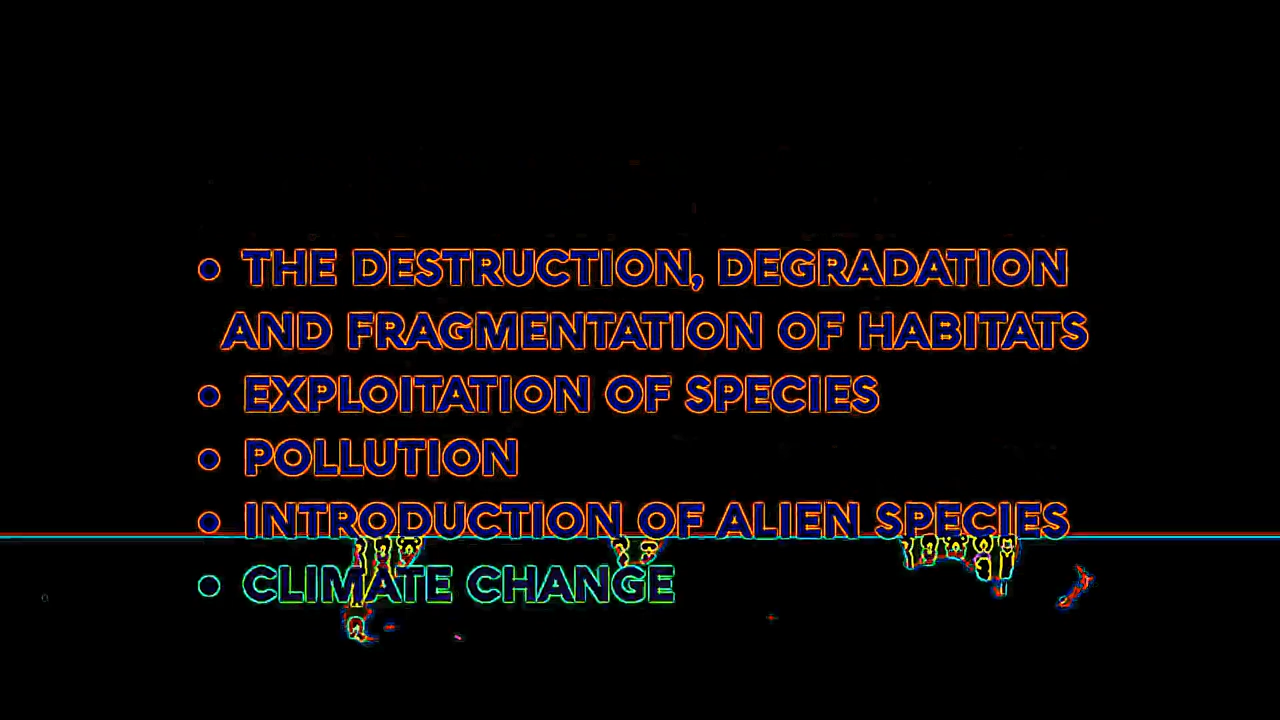 • THE DESTRUCTION, DEGRADATION
AND FRAGMENTATION OF HABITATS
• EXPLOITATION OF SPECIES
• POLLUTION
• INTRODUCTION OF ALIEN SPECIES
• CLIMATE CHANGE